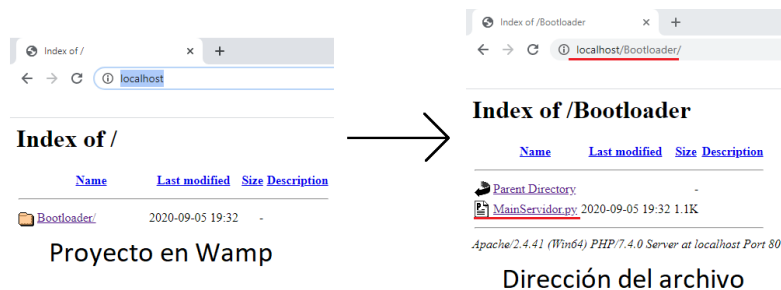 Index of /
localhost
Index of /
Name Last modified Size Description
Bootloader/ 2020-09-05 19:32 -
Proyecto en Wamp
Index of /Bootloader
localhost/Bootloader/
Index of /Bootloader
Name Last modified Size Description
Parent Directory -
MainServidor.py 2020-09-05 19:32 1.1K
Apache/2.4.41 (Win64) PHP/7.4.0 Server at localhost Port 80
Dirección del archivo